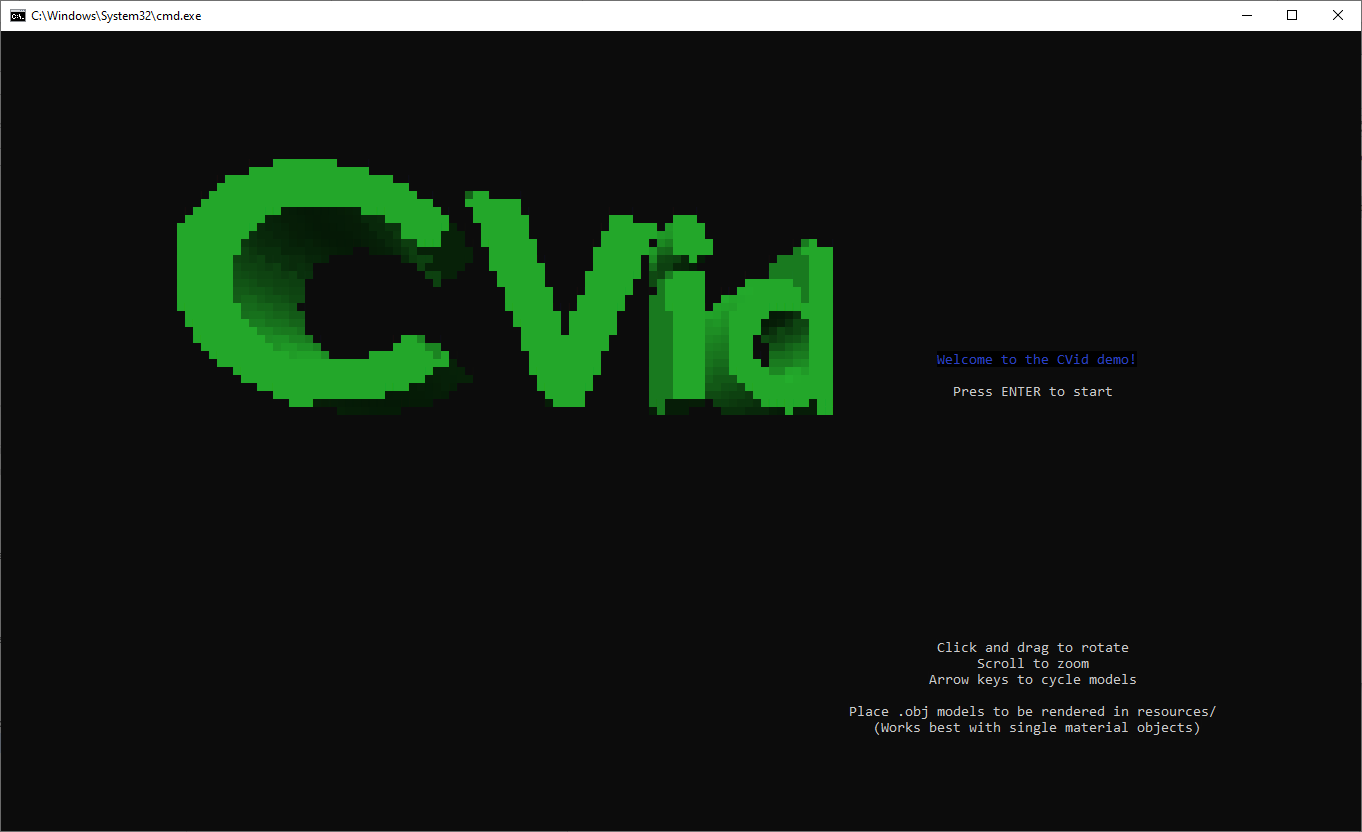 C:\Windows\System32\cmd.exe
CVid
Welcome to the CVid demo!
Press ENTER to start
Click and drag to rotate
Scroll to zoom
Arrow keys to cycle models
Place .obj models to be rendered in resources/
(Works best with single material objects)